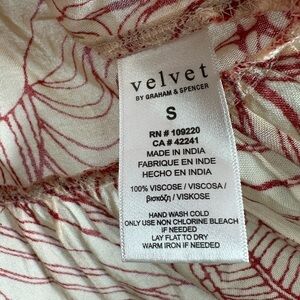 velvet
BY GRAHAM & SPENCER
S
RN # 109220
CA # 42241
MADE IN INDIA
FABRIQUE EN INDE
HECHO EN INDIA
100% VISCOSE / VISCOSA /
βισκόζη / VISKOSE
HAND WASH COLD
ONLY USE NON CHLORINE BLEACH
IF NEEDED
LAY FLAT TO DRY
WARM IRON IF NEEDED